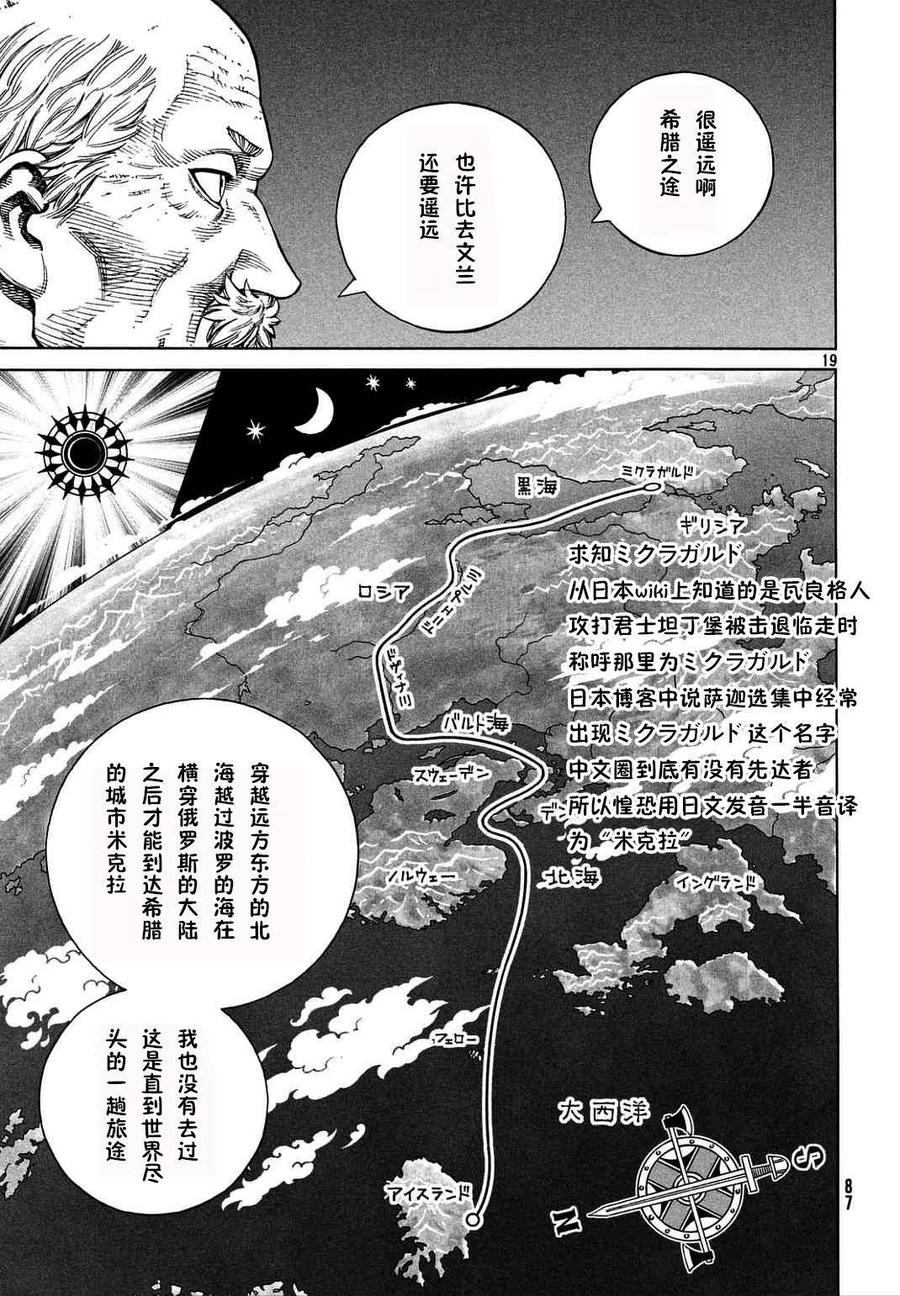 很遥远啊
希腊之途
也许比去文兰
还要遥远
19
ミクラガルド
黒海
ギリシア
求知ミクラガルド
从日本wiki上知道的是瓦良格人
攻打君士坦丁堡被击退临走时
称呼那里为ミクラガルド
日本博客中说萨迦选集中经常
出现ミクラガルド这个名字
中文圈到底有没有先达者
所以惶恐用日文发音一半音译
为“米克拉”
ロシア
ドニェプル川
ドヴィナ川
バルト海
スウェーデン
デン
ノルウェー
北海
イングランド
穿越远方东方的北
海越过波罗的海在
横穿俄罗斯的大陆
之后才能到达希腊
的城市米克拉
フェロー
我也没有去过
这是直到世界尽
头的一趟旅途
大西洋
アイスランド
S
N
87